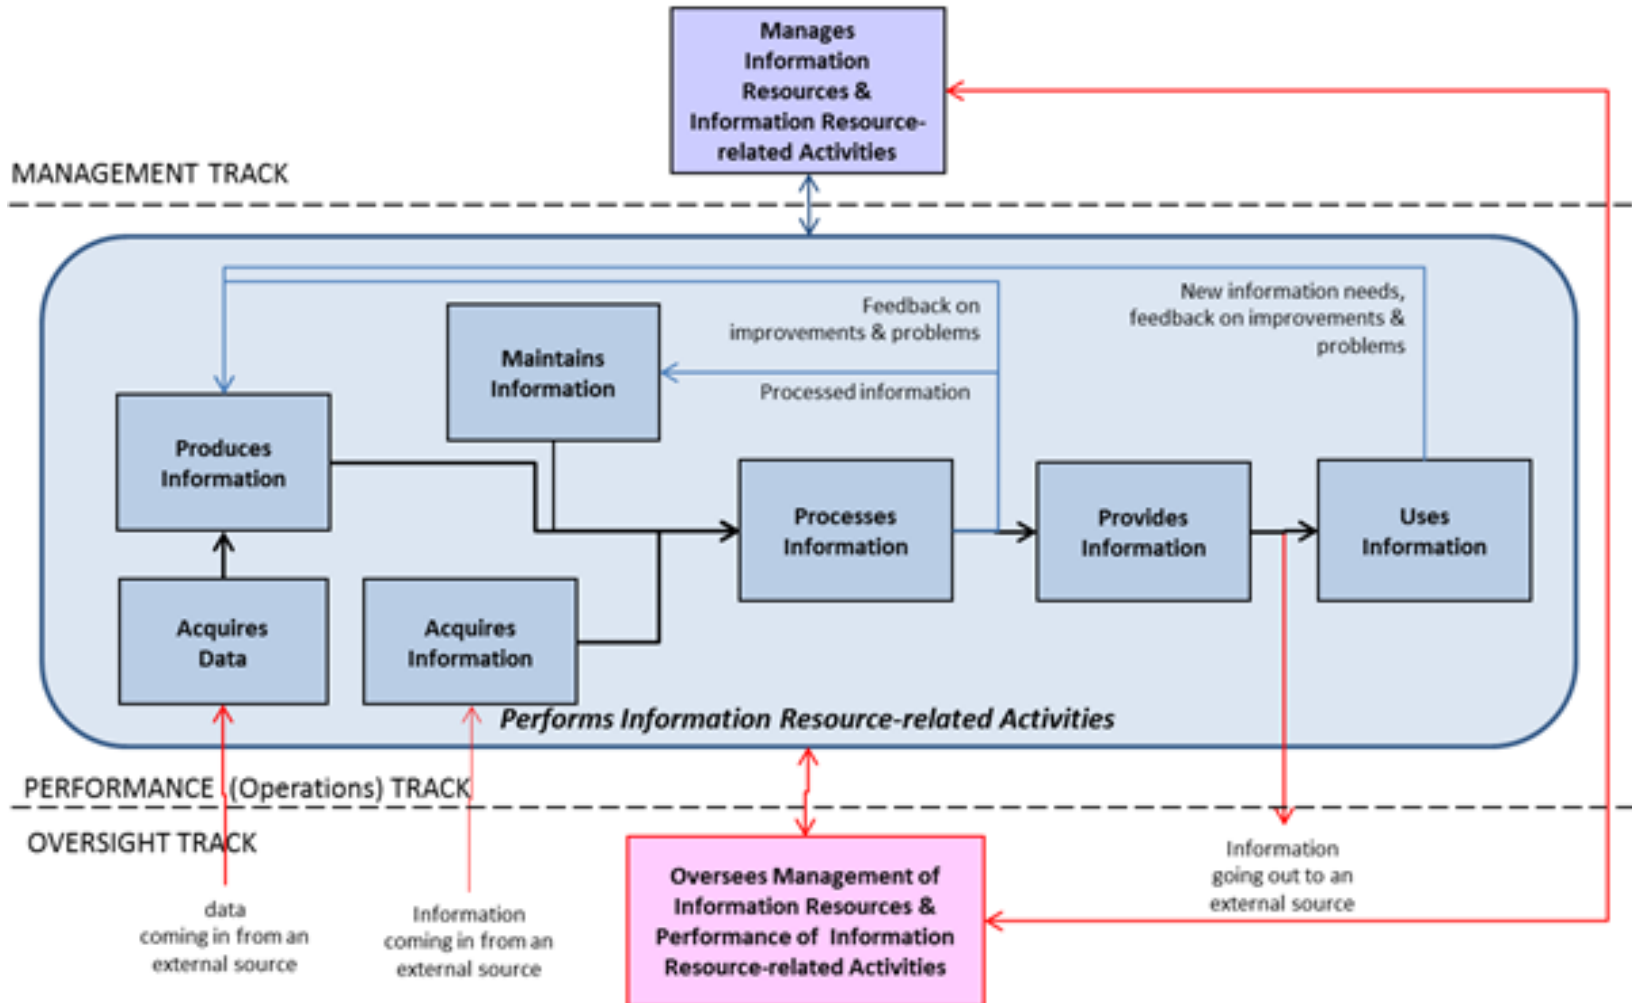 Manages
Information
Resources &
Information Resource-
related Activities
MANAGEMENT TRACK
New information needs,
feedback on improvements &
problems
Feedback on
improvements & problems
Maintains
Information
Processed information
Produces
Information
Processes
Information
Provides
Information
Uses
Information
Acquires
Data
Acquires
Information
Performs Information Resource-related Activities
PERFORMANCE (Operations) TRACK
OVERSIGHT TRACK
data
coming in from an
external source
Information
coming in from an
external source
Oversees Management of
Information Resources &
Performance of Information
Resource-related Activities
Information
going out to an
external source